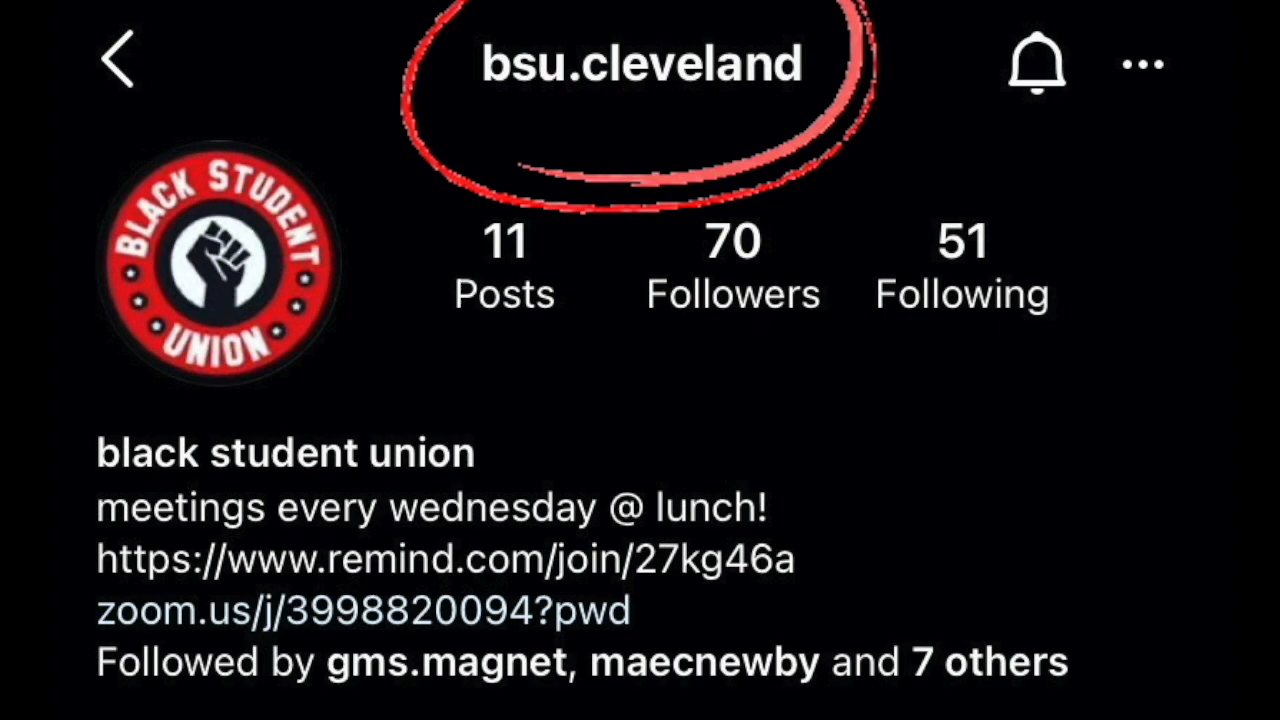 bsu.cleveland
BLACK STUDENT
UNION
11
Posts
70
Followers
51
Following
black student union
meetings every wednesday @ lunch!
https://www.remind.com/join/27kg46a
zoom.us/j/3998820094?pwd
Followed by gms.magnet, maecnewby and 7 others